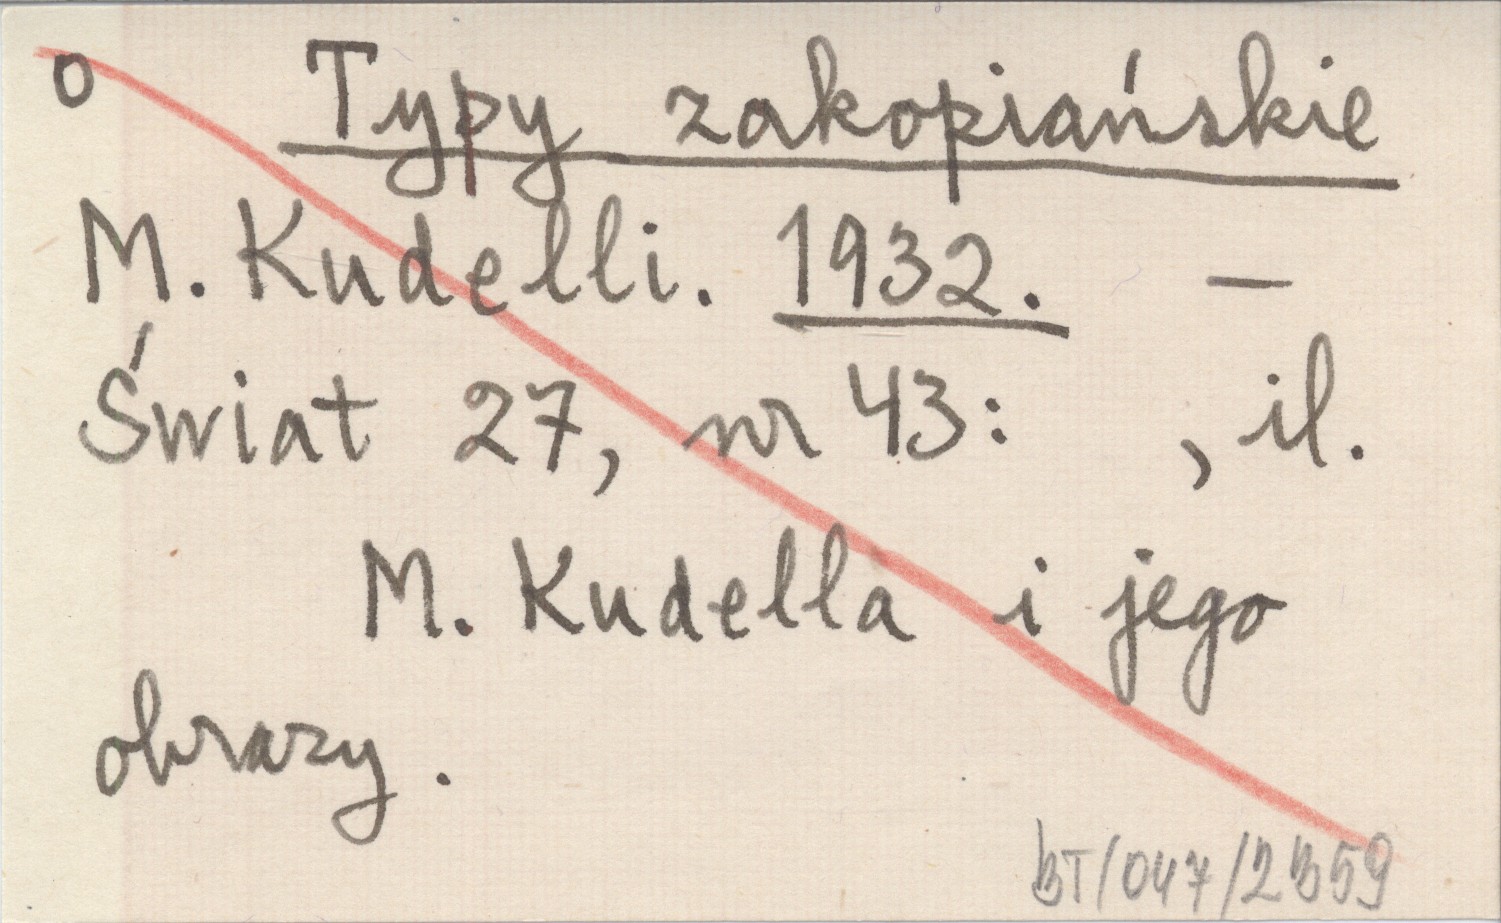 o Typy zakopiańskie
M. Kudelli. 1932. —
Świat 27, nr 43: , il.
M. Kudella i jego
obrazy.
BT/047/2359